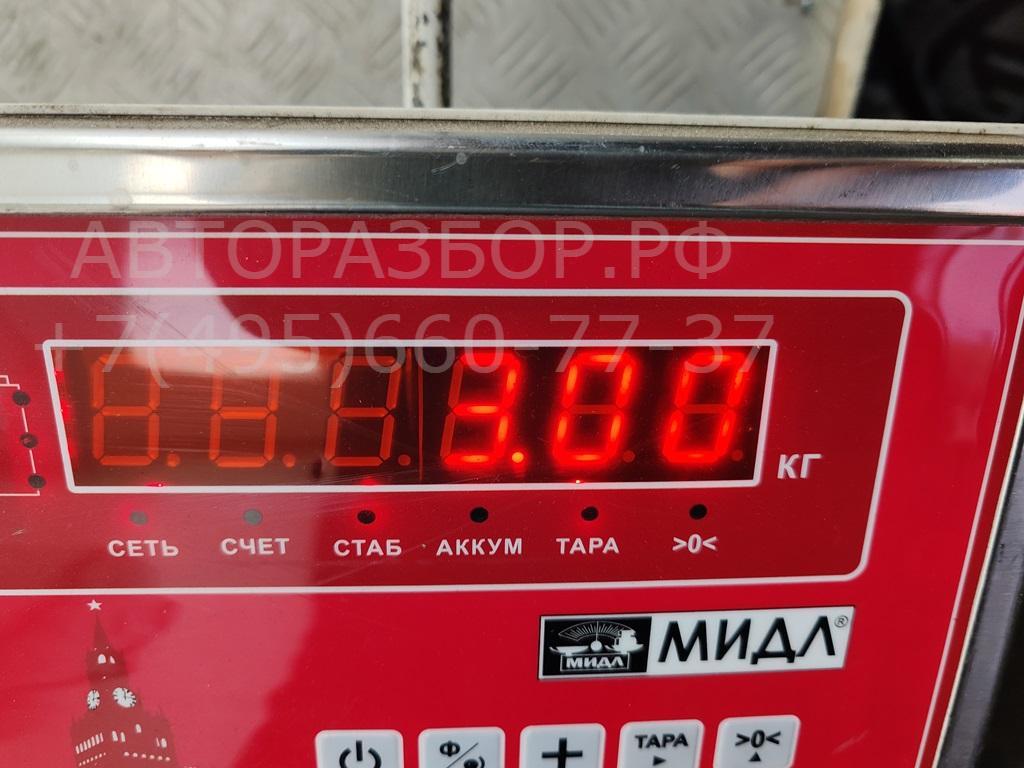 АВТОРАЗБОР.РФ
+7(495)660-77-37
3.00
КГ
СЕТЬ СЧЕТ СТАБ АККУМ ТАРА >0<
МИДЛ МИДЛ®
Ф + ТАРА >0<